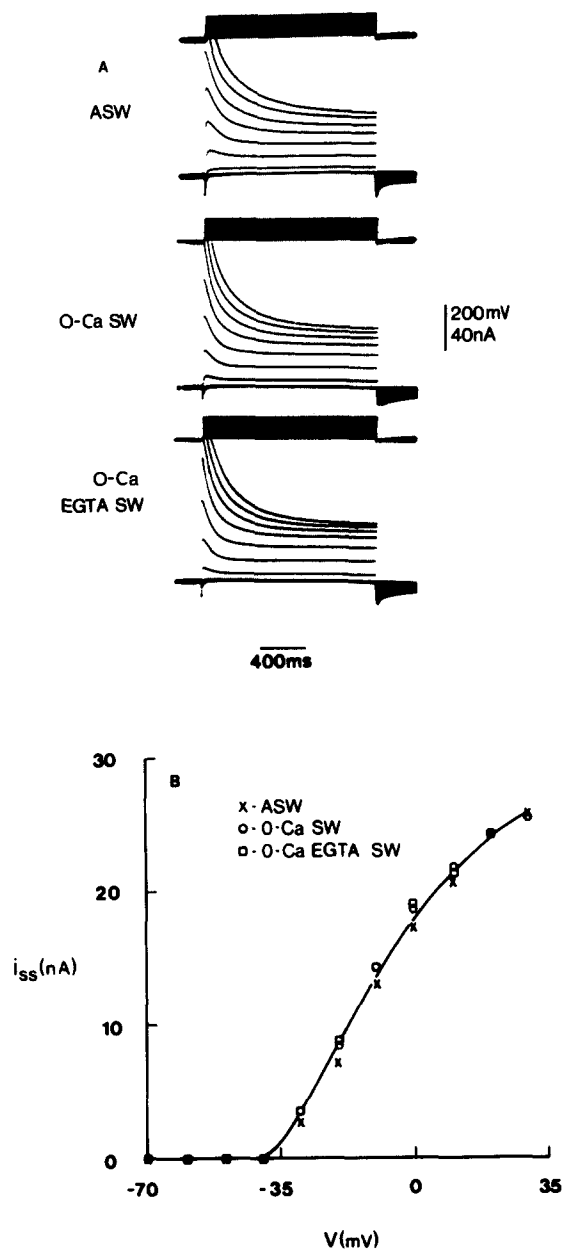 A
ASW
O-Ca SW
200mV
40nA
O-Ca
EGTA SW
400ms
30
B
x - ASW
o - O-Ca SW
□ - O-Ca EGTA SW
20
iss(nA)
10
0
-70
-35
0
35
V(mV)